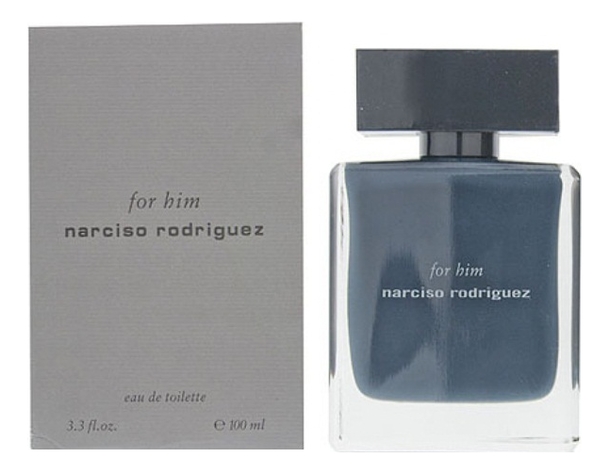 for him
narciso rodriguez
eau de toilette
3.3 fl.oz. ℮ 100 ml
for him
narciso rodriguez